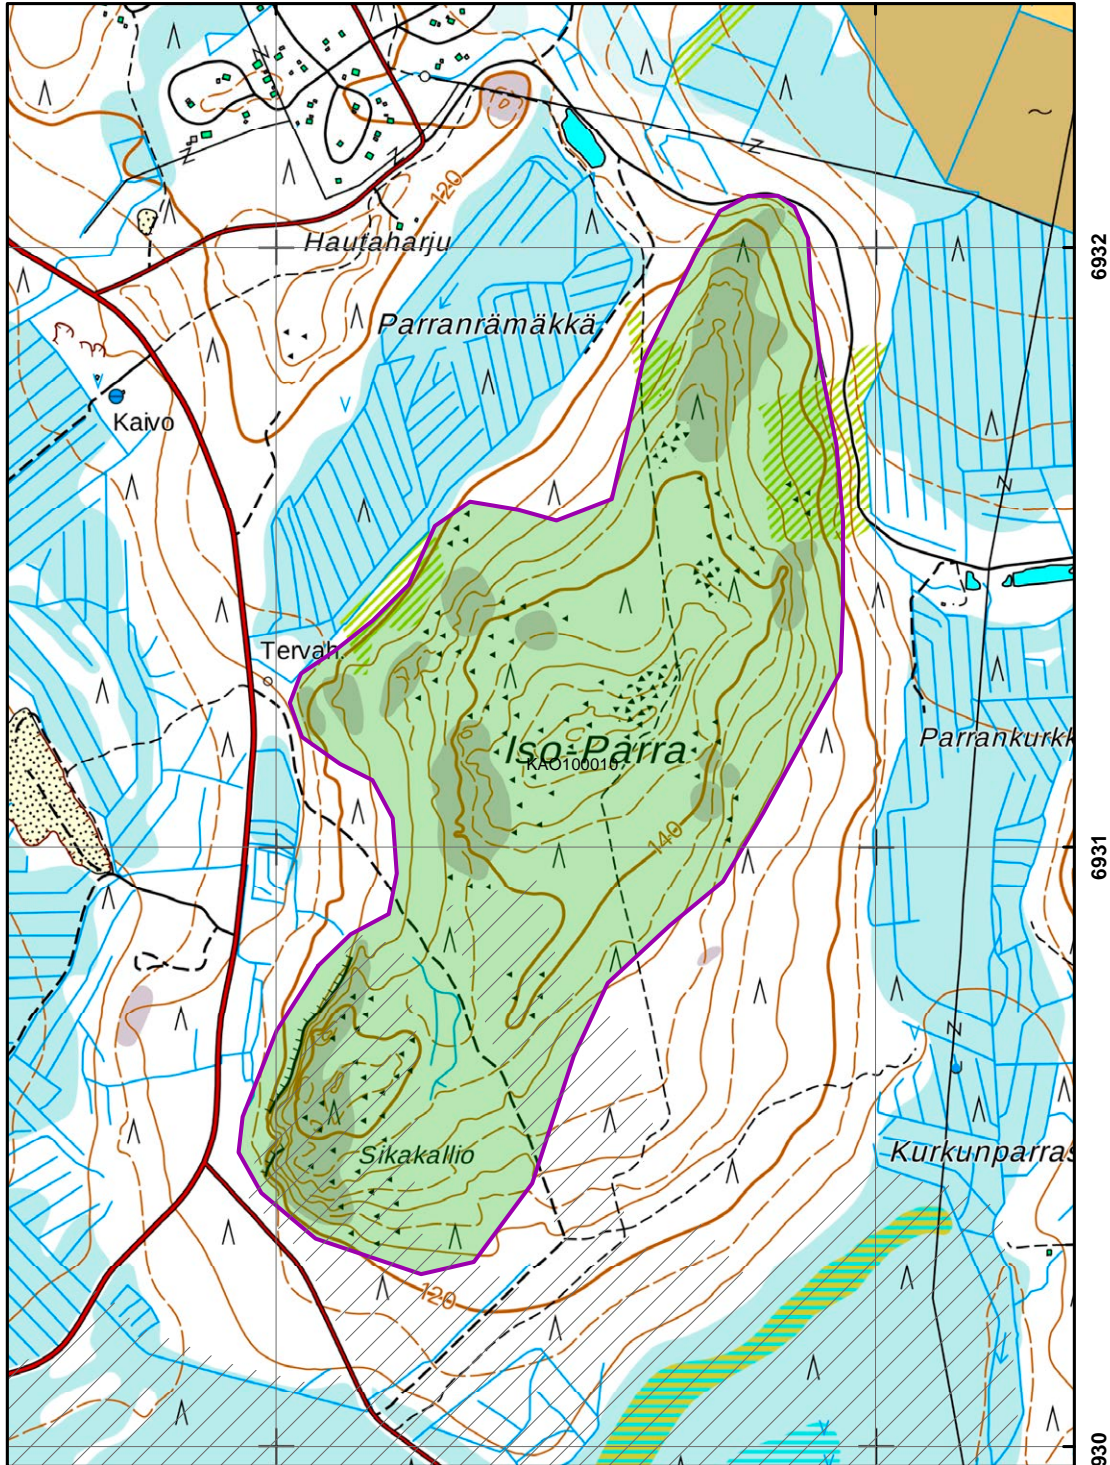 120
Hautaharju
6932
Parranrämäkkä
Kaivo
Tervah.
Parrankurkk
Iso-Parra
KAO100010
140
6931
Sikakallio
Kurkunparras
120
930